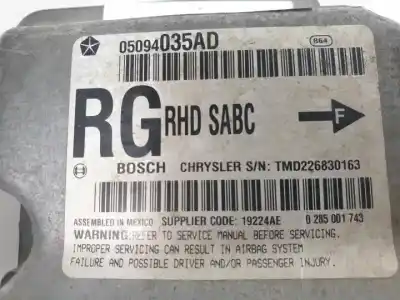 05094035AD
864
RG RHD SABC
F
BOSCH CHRYSLER S/N: TMD226830163
ASSEMBLED IN MEXICO SUPPLIER CODE: 19224AE 0 285 001 743
WARNING: REFER TO SERVICE MANUAL BEFORE SERVICING.
IMPROPER SERVICING CAN RESULT IN AIRBAG SYSTEM
FAILURE AND POSSIBLE DRIVER AND/OR PASSENGER INJURY.